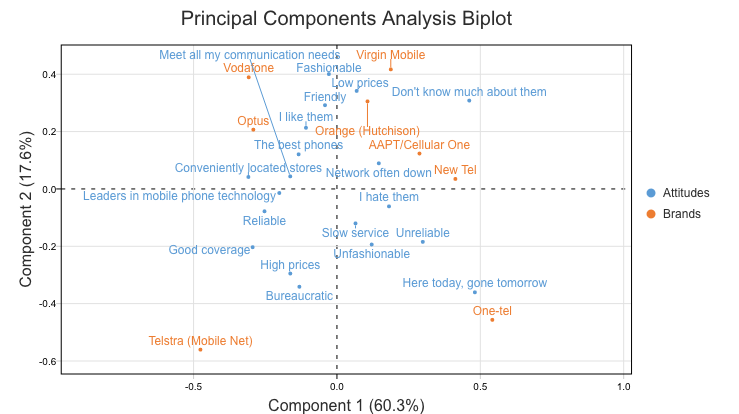 Principal Components Analysis Biplot
Meet all my communication needs
Virgin Mobile
Vodafone
Fashionable
Low prices
Don't know much about them
Friendly
Optus
I like them
Orange (Hutchison)
The best phones
AAPT/Cellular One
Conveniently located stores
Network often down
New Tel
Leaders in mobile phone technology
I hate them
Reliable
Slow service
Unreliable
Good coverage
Unfashionable
High prices
Here today, gone tomorrow
Bureaucratic
One-tel
Telstra (Mobile Net)
0.4
0.2
0.0
-0.2
-0.4
-0.6
Component 2 (17.6%)
-0.5
0.0
0.5
1.0
Component 1 (60.3%)
Attitudes
Brands